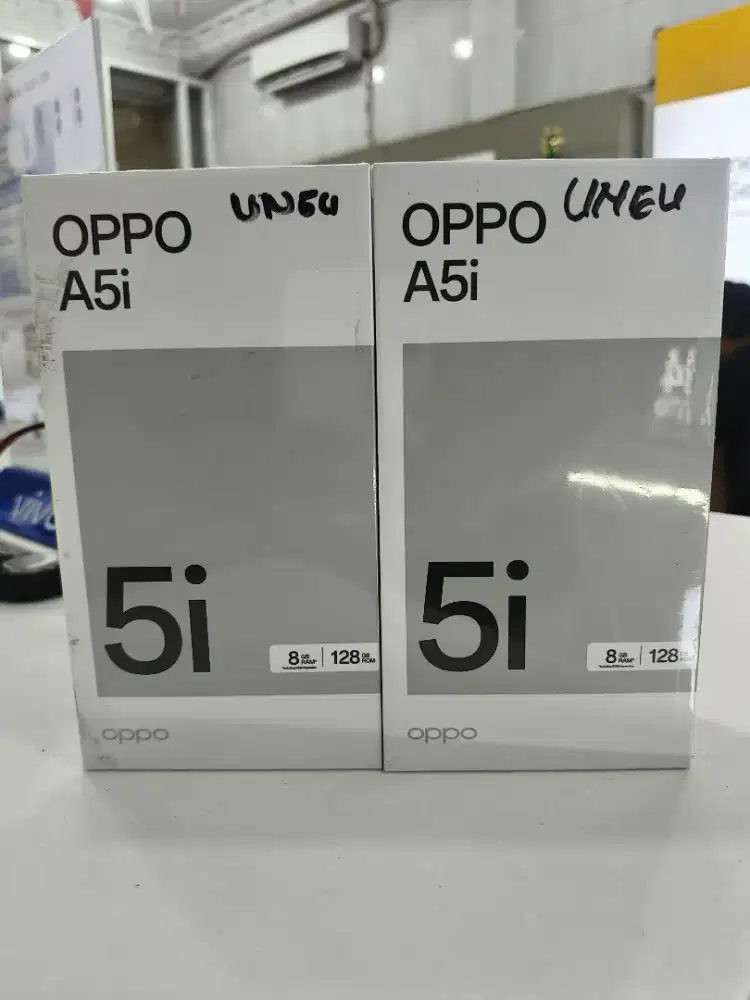 OPPO
A5i
UNGU
5i
8 GB RAM* 128 GB ROM
oppo
OPPO
A5i
UNGU
5i
8 GB RAM* 128
oppo
vivo